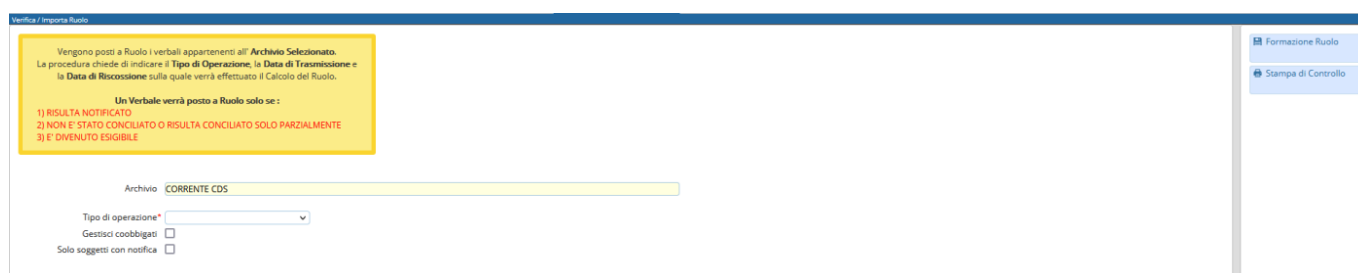 Verifica / Importa Ruolo
Vengono posti a Ruolo i verbali appartenenti all' Archivio Selezionato.
La procedura chiede di indicare il Tipo di Operazione, la Data di Trasmissione e
la Data di Riscossione sulla quale verrà effettuato il Calcolo del Ruolo.
Un Verbale verrà posto a Ruolo solo se :
1) RISULTA NOTIFICATO
2) NON E' STATO CONCILIATO O RISULTA CONCILIATO SOLO PARZIALMENTE
3) E' DIVENUTO ESIGIBILE
Archivio CORRENTE CDS
Tipo di operazione*
Gestisci coobbigati
Solo soggetti con notifica
Formazione Ruolo
Stampa di Controllo